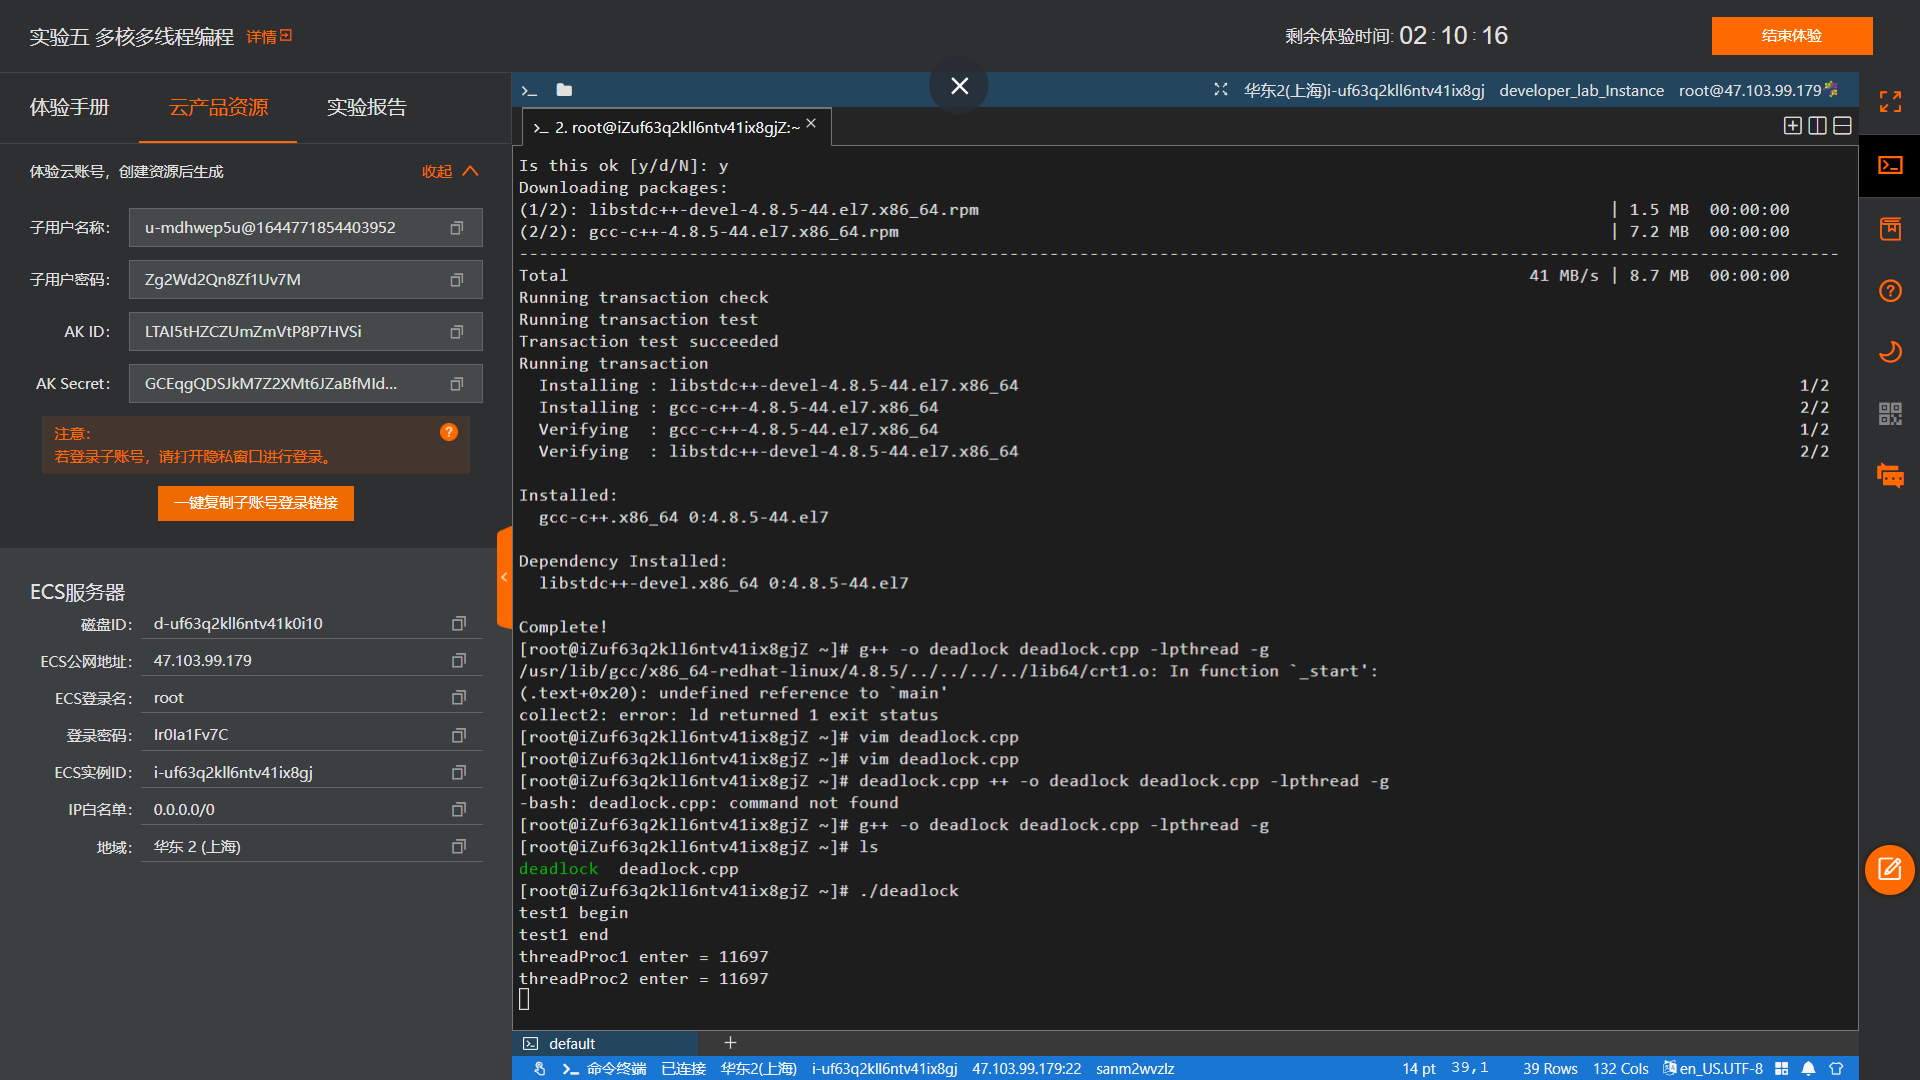 实验五 多核多线程编程 详情
剩余体验时间: 02 : 10 : 16
结束体验
体验手册 云产品资源 实验报告
体验云账号，创建资源后生成 收起
子用户名称： u-mdhwep5u@1644771854403952
子用户密码： Zg2Wd2Qn8Zf1Uv7M
AK ID： LTAI5tHZCZUmZmVtP8P7HVSi
AK Secret： GCEqgQDSJkM7Z2XMt6JZaBfMId...
注意：
若登录子账号，请打开隐私窗口进行登录。
一键复制子账号登录链接
ECS服务器
磁盘ID： d-uf63q2kll6ntv41k0i10
ECS公网地址： 47.103.99.179
ECS登录名： root
登录密码： Ir0Ia1Fv7C
ECS实例ID： i-uf63q2kll6ntv41ix8gj
IP白名单： 0.0.0.0/0
地域： 华东 2 (上海)
华东2(上海)i-uf63q2kll6ntv41ix8gj developer_lab_Instance root@47.103.99.179
2. root@iZuf63q2kll6ntv41ix8gjZ:~
Is this ok [y/d/N]: y
Downloading packages:
(1/2): libstdc++-devel-4.8.5-44.el7.x86_64.rpm | 1.5 MB 00:00:00
(2/2): gcc-c++-4.8.5-44.el7.x86_64.rpm | 7.2 MB 00:00:00
------------------------------------------------------------------------------------------------------------------------------------
Total 41 MB/s | 8.7 MB 00:00:00
Running transaction check
Running transaction test
Transaction test succeeded
Running transaction
Installing : libstdc++-devel-4.8.5-44.el7.x86_64 1/2
Installing : gcc-c++-4.8.5-44.el7.x86_64 2/2
Verifying : gcc-c++-4.8.5-44.el7.x86_64 1/2
Verifying : libstdc++-devel-4.8.5-44.el7.x86_64 2/2
Installed:
gcc-c++.x86_64 0:4.8.5-44.el7
Dependency Installed:
libstdc++-devel.x86_64 0:4.8.5-44.el7
Complete!
[root@iZuf63q2kll6ntv41ix8gjZ ~]# g++ -o deadlock deadlock.cpp -lpthread -g
/usr/lib/gcc/x86_64-redhat-linux/4.8.5/../../../../lib64/crt1.o: In function `_start':
(.text+0x20): undefined reference to `main'
collect2: error: ld returned 1 exit status
[root@iZuf63q2kll6ntv41ix8gjZ ~]# vim deadlock.cpp
[root@iZuf63q2kll6ntv41ix8gjZ ~]# vim deadlock.cpp
[root@iZuf63q2kll6ntv41ix8gjZ ~]# deadlock.cpp ++ -o deadlock deadlock.cpp -lpthread -g
-bash: deadlock.cpp: command not found
[root@iZuf63q2kll6ntv41ix8gjZ ~]# g++ -o deadlock deadlock.cpp -lpthread -g
[root@iZuf63q2kll6ntv41ix8gjZ ~]# ls
deadlock deadlock.cpp
[root@iZuf63q2kll6ntv41ix8gjZ ~]# ./deadlock
test1 begin
test1 end
threadProc1 enter = 11697
threadProc2 enter = 11697
default
命令终端 已连接 华东2(上海) i-uf63q2kll6ntv41ix8gj 47.103.99.179:22 sanm2wvzlz 14 pt 39,1 39 Rows 132 Cols en_US.UTF-8